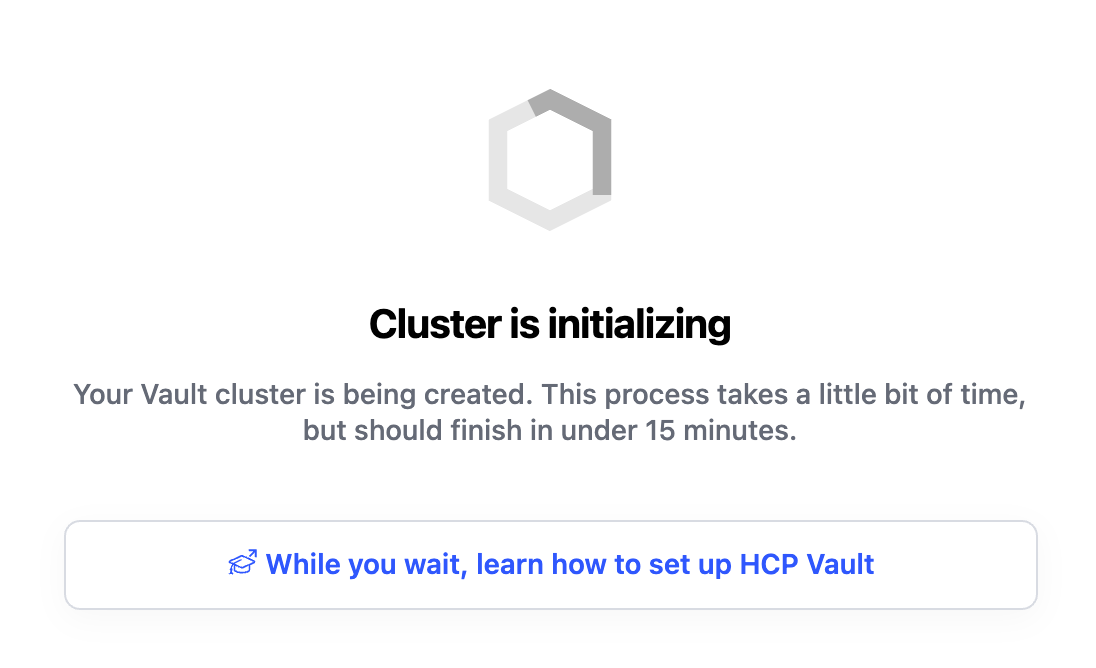 Cluster is initializing
Your Vault cluster is being created. This process takes a little bit of time,
but should finish in under 15 minutes.
While you wait, learn how to set up HCP Vault